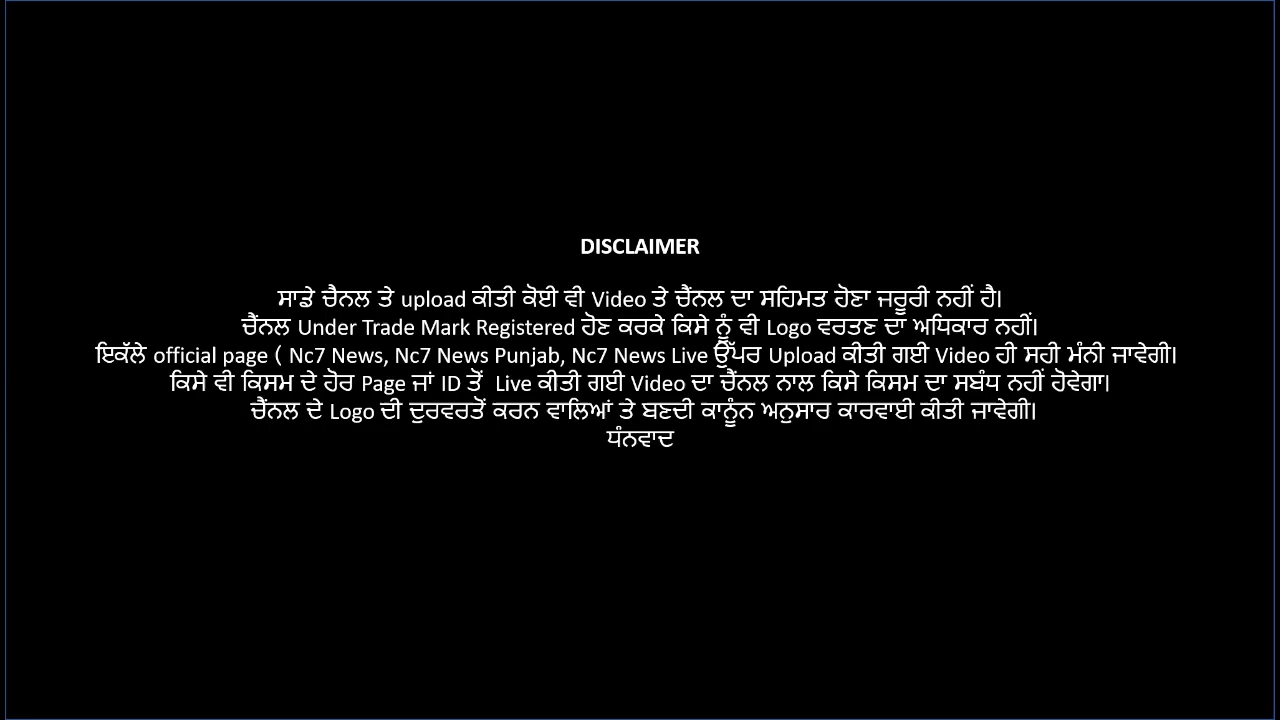 DISCLAIMER
ਸਾਡੇ ਚੈਨਲ ਤੇ upload ਕੀਤੀ ਕੋਈ ਵੀ Video ਤੇ ਚੈੱਨਲ ਦਾ ਸਹਿਮਤ ਹੋਣਾ ਜਰੂਰੀ ਨਹੀਂ ਹੈ।
ਚੈੱਨਲ Under Trade Mark Registered ਹੋਣ ਕਰਕੇ ਕਿਸੇ ਨੂੰ ਵੀ Logo ਵਰਤਣ ਦਾ ਅਧਿਕਾਰ ਨਹੀਂ।
ਇਕੱਲੇ official page ( Nc7 News, Nc7 News Punjab, Nc7 News Live ਉੱਪਰ Upload ਕੀਤੀ ਗਈ Video ਹੀ ਸਹੀ ਮੰਨੀ ਜਾਵੇਗੀ।
ਕਿਸੇ ਵੀ ਕਿਸਮ ਦੇ ਹੋਰ Page ਜਾਂ ID ਤੋਂ Live ਕੀਤੀ ਗਈ Video ਦਾ ਚੈੱਨਲ ਨਾਲ ਕਿਸੇ ਕਿਸਮ ਦਾ ਸਬੰਧ ਨਹੀਂ ਹੋਵੇਗਾ।
ਚੈੱਨਲ ਦੇ Logo ਦੀ ਦੁਰਵਰਤੋਂ ਕਰਨ ਵਾਲਿਆਂ ਤੇ ਬਣਦੀ ਕਾਨੂੰਨ ਅਨੁਸਾਰ ਕਾਰਵਾਈ ਕੀਤੀ ਜਾਵੇਗੀ।
ਧੰਨਵਾਦ